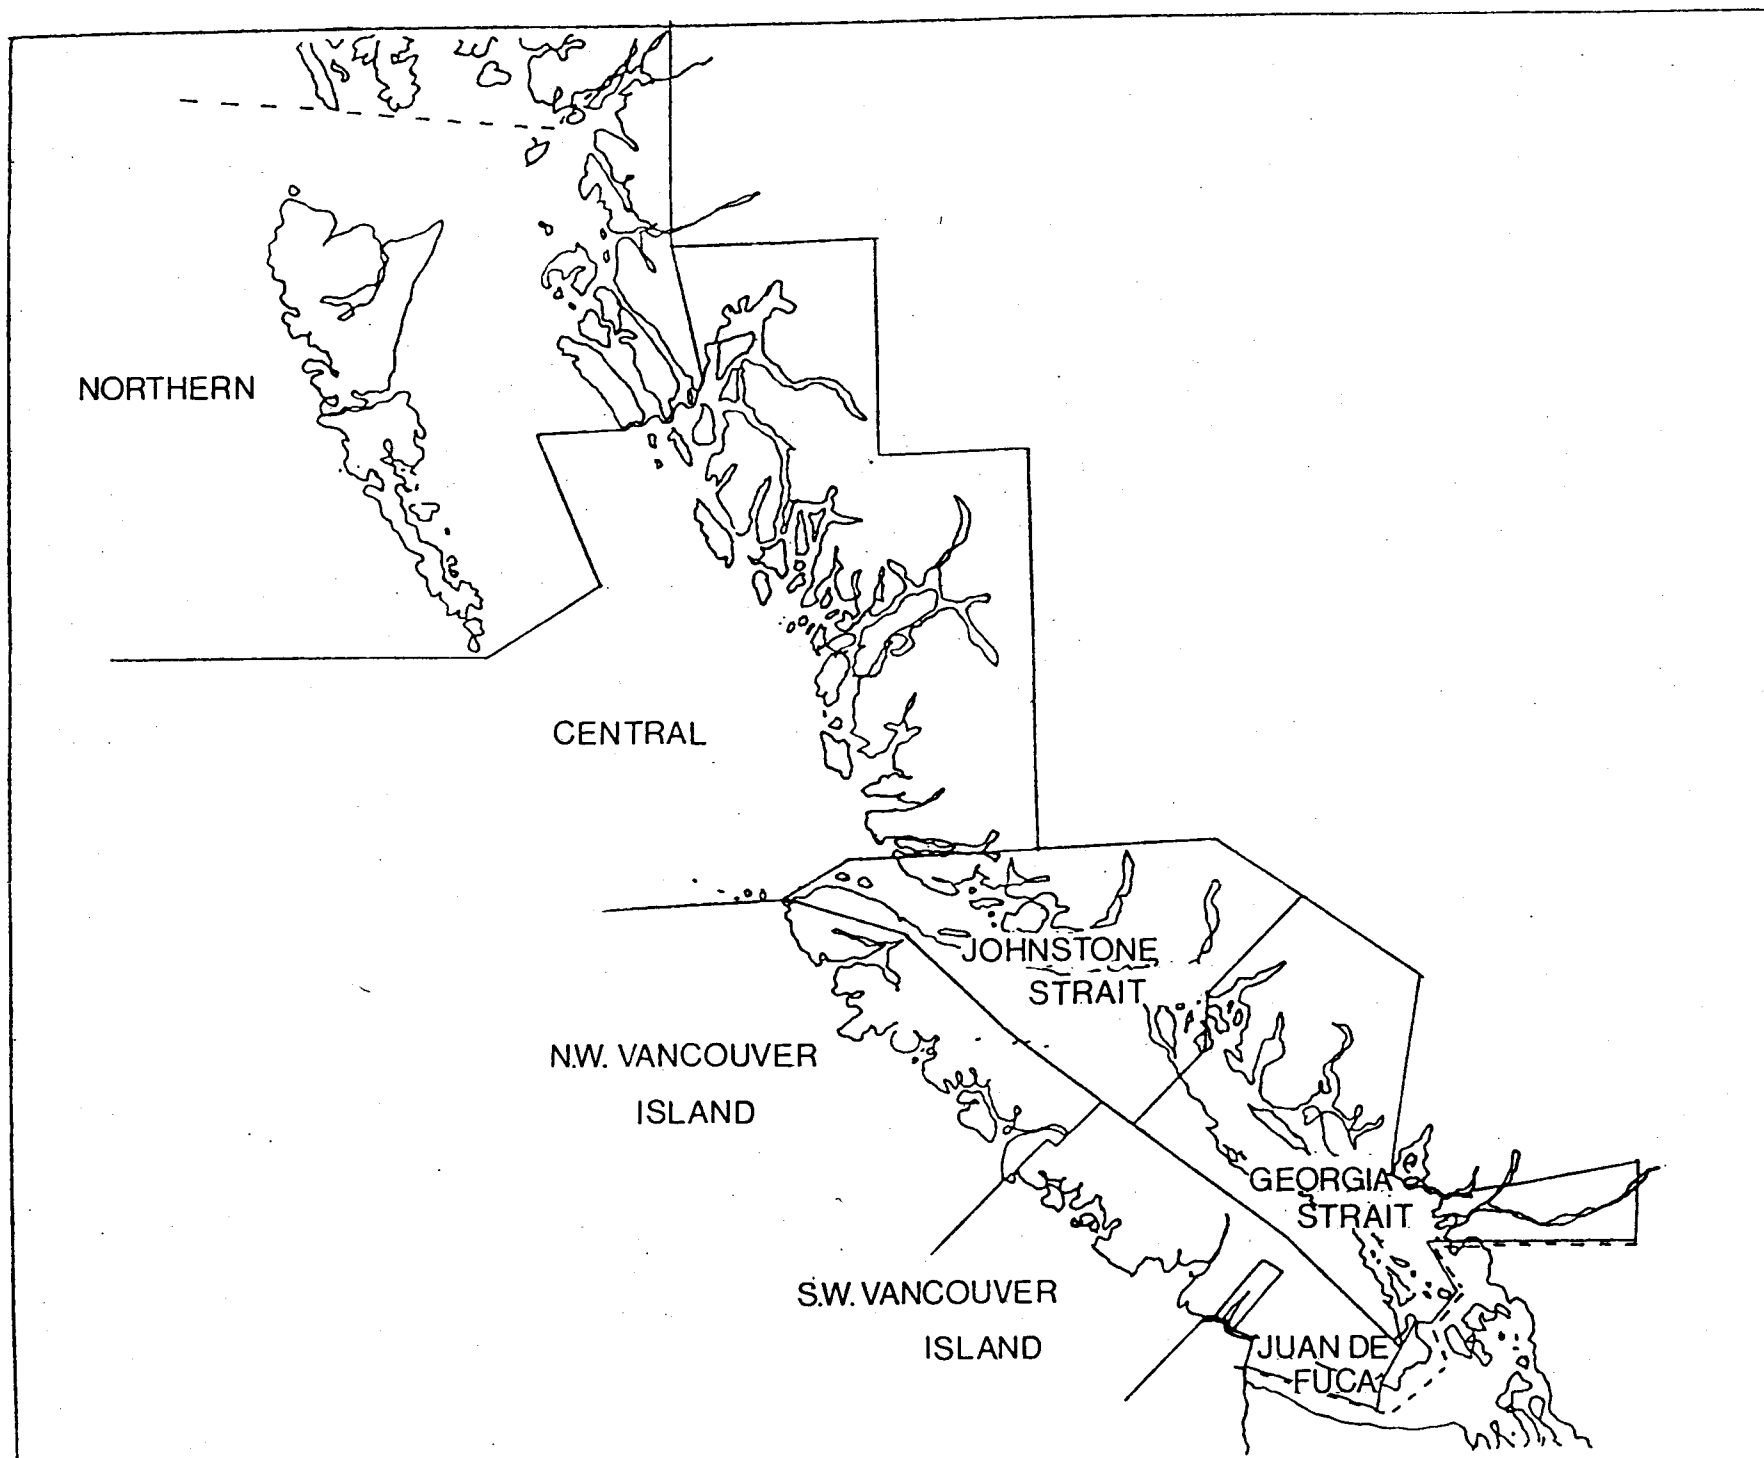 NORTHERN
CENTRAL
JOHNSTONE
STRAIT
N.W. VANCOUVER
ISLAND
GEORGIA
STRAIT
S.W. VANCOUVER
ISLAND
JUAN DE
FUCA